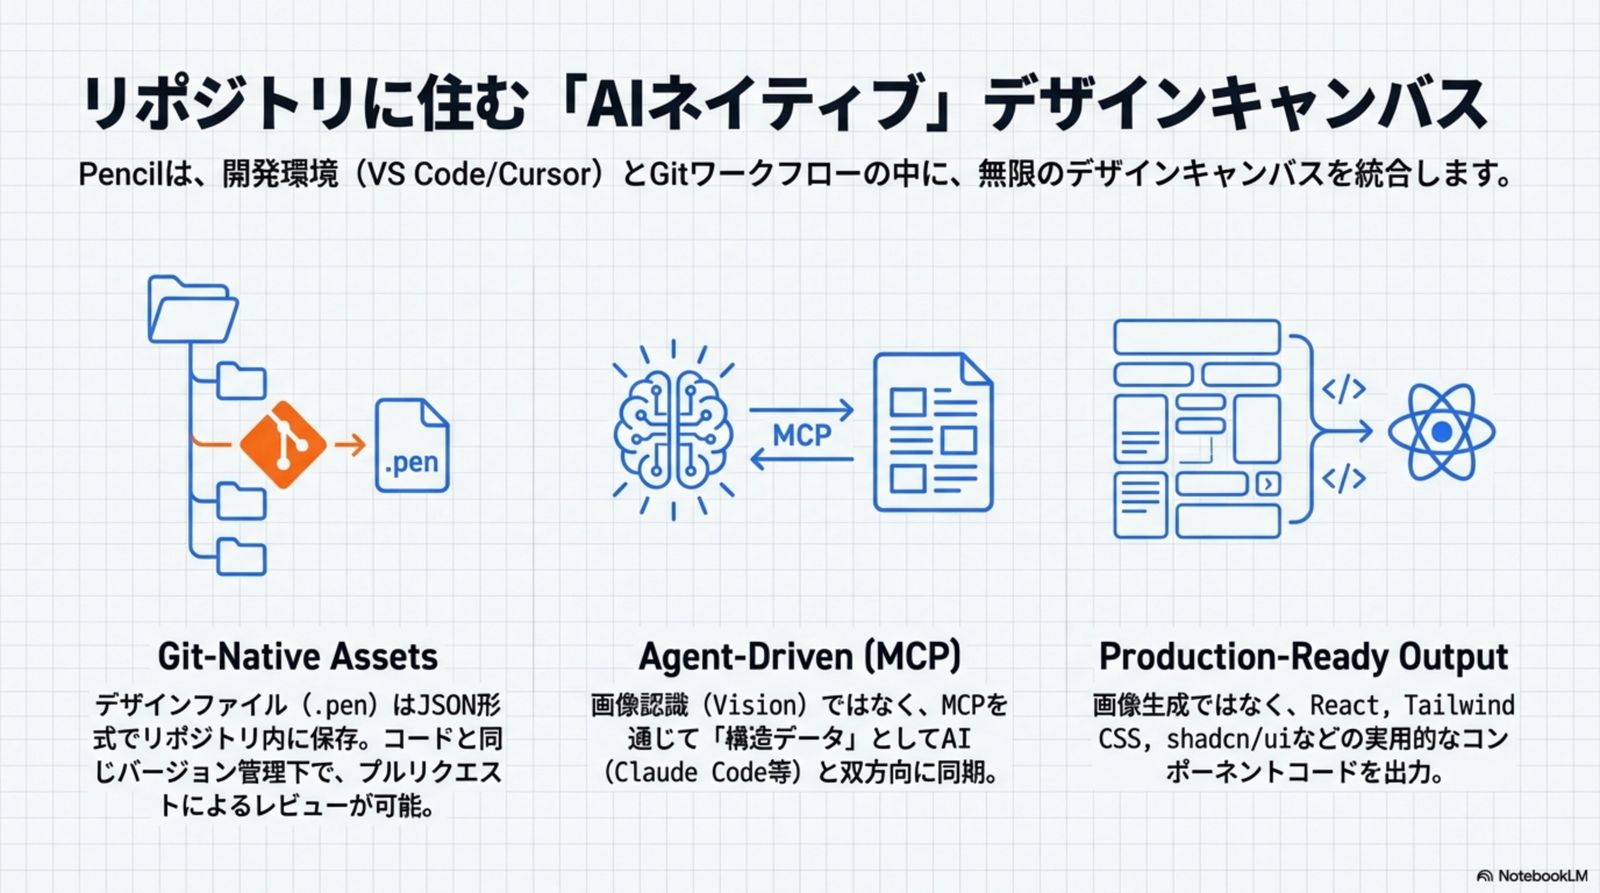 リポジトリに住む「AIネイティブ」デザインキャンバス
Pencilは、開発環境（VS Code/Cursor）とGitワークフローの中に、無限のデザインキャンバスを統合します。
.pen
MCP
</>
</>
Git-Native Assets
デザインファイル（.pen）はJSON形
式でリポジトリ内に保存。コードと同
じバージョン管理下で、プルリクエス
トによるレビューが可能。
Agent-Driven (MCP)
画像認識（Vision）ではなく、MCPを
通じて「構造データ」としてAI
（Claude Code等）と双方向に同期。
Production-Ready Output
画像生成ではなく、React, Tailwind
CSS, shadcn/uiなどの実用的なコン
ポーネントコードを出力。
NotebookLM